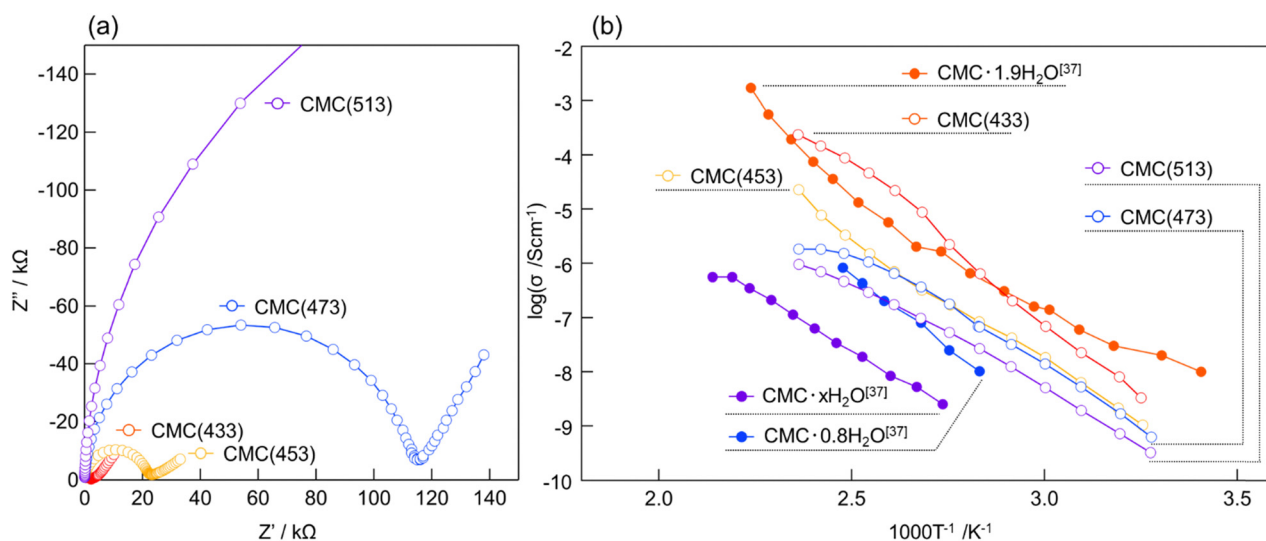 (a)
-140
-120
-100
-80
-60
-40
-20
0
Z'' / kΩ
0 20 40 60 80 100 120 140
Z' / kΩ
CMC(513)
CMC(473)
CMC(433)
CMC(453)
(b)
-2
-3
-4
-5
-6
-7
-8
-9
-10
log(σ /Scm⁻¹)
2.0 2.5 3.0 3.5
1000T⁻¹ /K⁻¹
CMC · 1.9H₂O[37]
CMC(433)
CMC(453)
CMC(513)
CMC(473)
CMC · xH₂O[37]
CMC · 0.8H₂O[37]